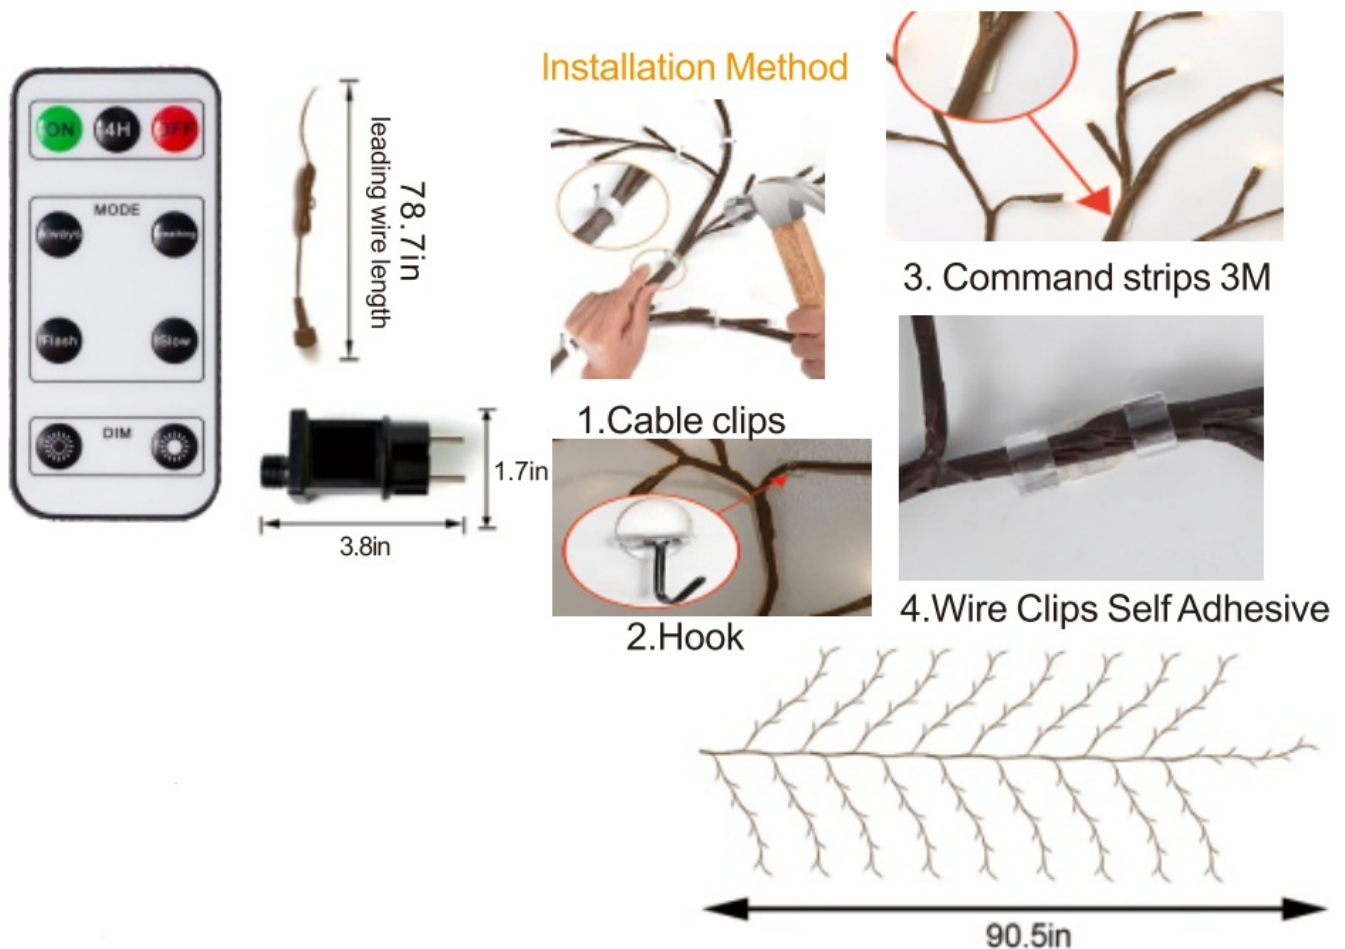 ON
4H
OFF
MODE
Always
Flash
Slow
DIM
78.7in
leading wire length
1.7in
3.8in
Installation Method
1.Cable clips
2.Hook
3. Command strips 3M
4.Wire Clips Self Adhesive
90.5in